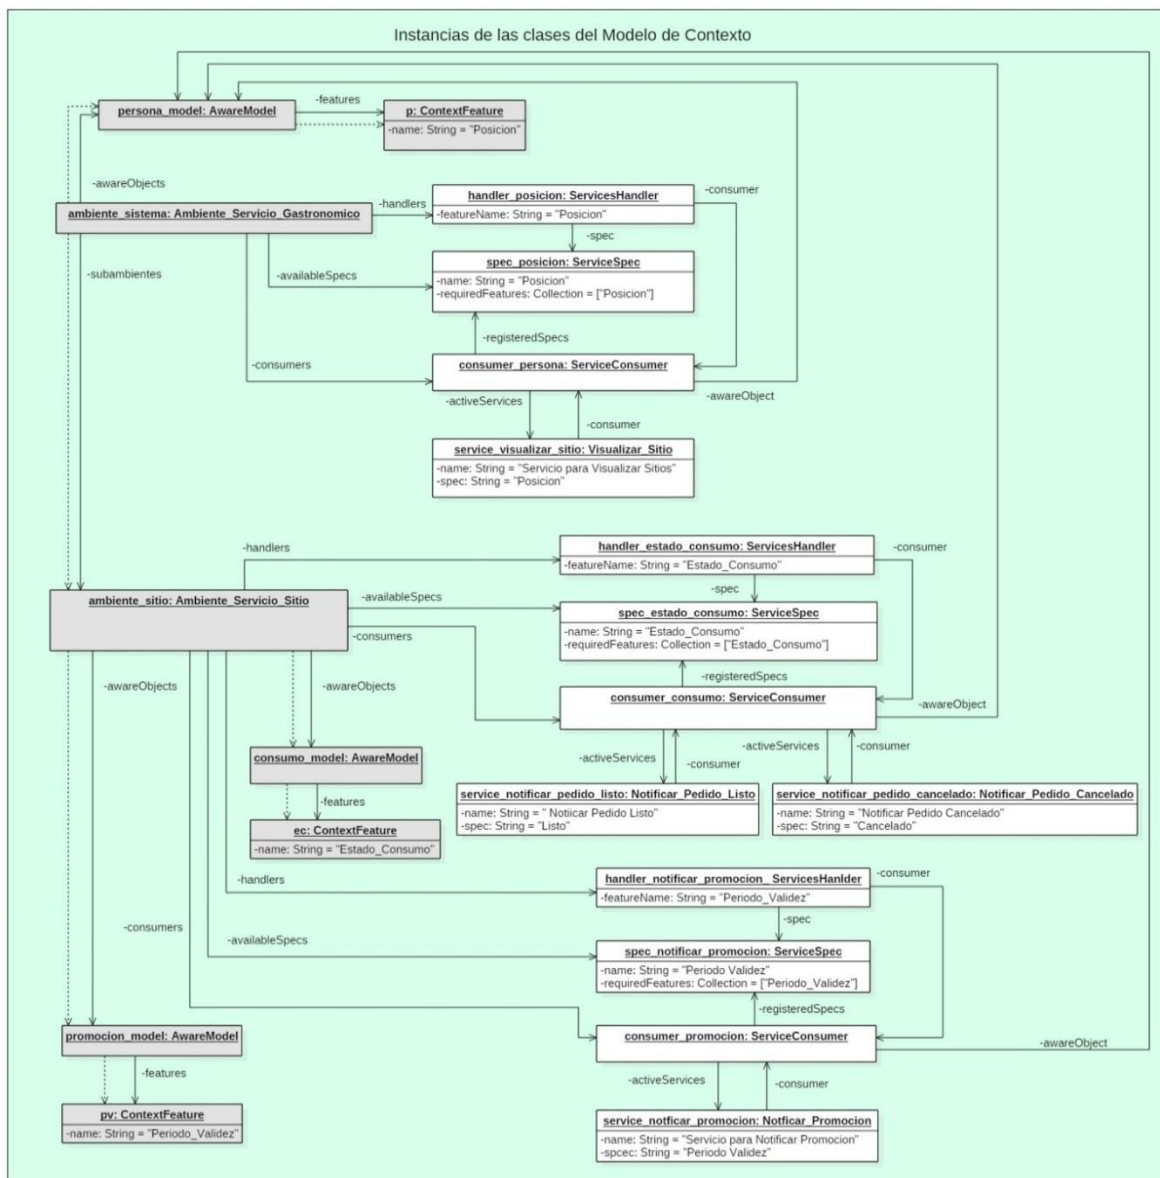 Instancias de las clases del Modelo de Contexto
persona_model: AwareModel
-features
p: ContextFeature
-name: String = "Posicion"
-awareObjects
handler_posicion: ServicesHandler
-consumer
ambiente_sistema: Ambiente_Servicio_Gastronomico
-handlers
-featureName: String = "Posicion"
-spec
spec_posicion: ServiceSpec
-subambientes
-availableSpecs
-name: String = "Posicion"
-requiredFeatures: Collection = ["Posicion"]
-registeredSpecs
-consumers
consumer_persona: ServiceConsumer
-activeServices
-awareObject
-consumer
service_visualizar_sitio: Visualizar_Sitio
-name: String = "Servicio para Visualizar Sitios"
-spec: String = "Posicion"
-handlers
handler_estado_consumo: ServicesHandler
-consumer
-featureName: String = "Estado_Consumo"
-spec
ambiente_sitio: Ambiente_Servicio_Sitio
-availableSpecs
spec_estado_consumo: ServiceSpec
-consumers
-name: String = "Estado_Consumo"
-requiredFeatures: Collection = ["Estado_Consumo"]
-registeredSpecs
-awareObjects
-awareObjects
consumer_consumo: ServiceConsumer
-awareObject
-activeServices
-consumer
-activeServices
-consumer
consumo_model: AwareModel
-features
service_notificar_pedido_listo: Notificar_Pedido_Listo
-name: String = " Notiicar Pedido Listo"
-spec: String = "Listo"
service_notificar_pedido_cancelado: Notificar_Pedido_Cancelado
-name: String = "Notificar Pedido Cancelado"
-spec: String = "Cancelado"
ec: ContextFeature
-name: String = "Estado_Consumo"
-handlers
handler_notificar_promocion_ ServicesHanlder
-consumer
-featureName: String = "Periodo_Validez"
-spec
-consumers
-availableSpecs
spec_notificar_promocion: ServiceSpec
-name: String = "Periodo Validez"
-requiredFeatures: Collection = ["Periodo_Validez"]
-registeredSpecs
promocion_model: AwareModel
consumer_promocion: ServiceConsumer
-awareObject
-features
-activeServices
-consumer
pv: ContextFeature
-name: String = "Periodo_Validez"
service_notficar_promocion: Notficar_Promocion
-name: String = "Servicio para Notificar Promocion"
-spcec: String = "Periodo Validez"